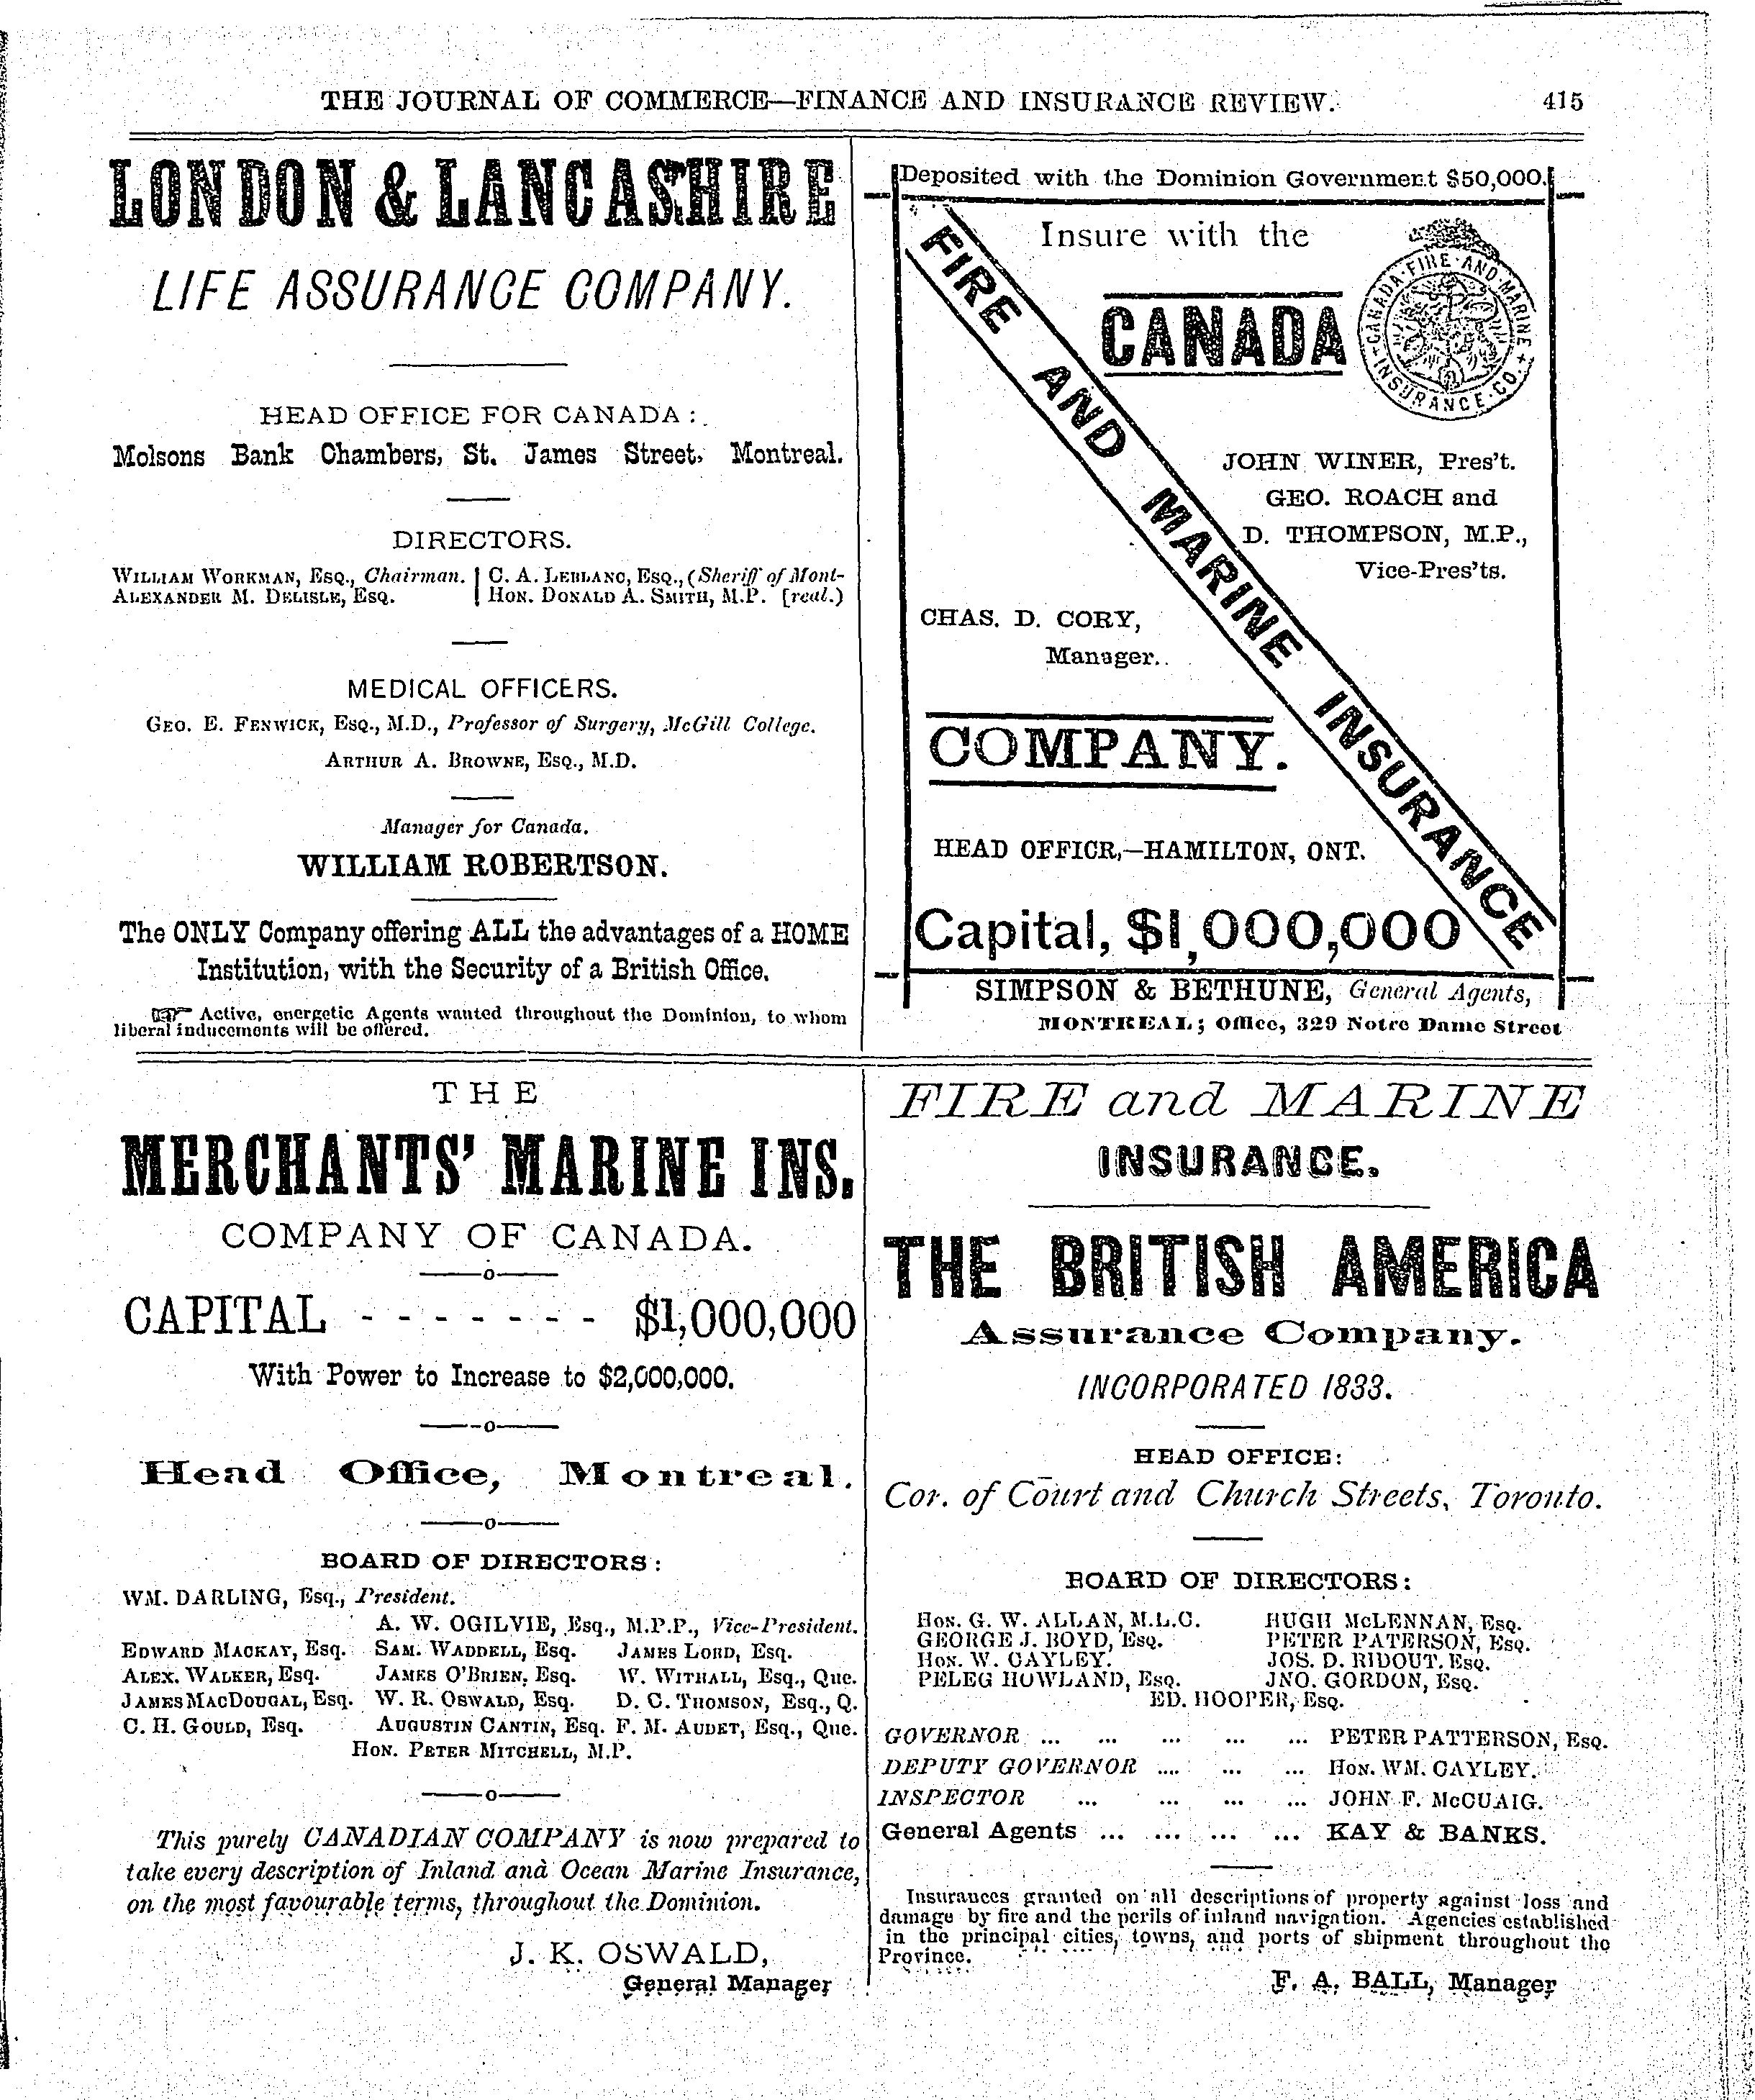 THE JOURNAL OF COMMERCE—FINANCE AND INSURANCE REVIEW. 415
LONDON & LANCASHIRE
LIFE ASSURANCE COMPANY.
HEAD OFFICE FOR CANADA:
Molsons Bank Chambers, St. James Street, Montreal.
DIRECTORS.
WILLIAM WORKMAN, ESQ., Chairman. | C. A. LEBLANC, ESQ., (Sheriff of Mont-
ALEXANDER M. DELISLE, ESQ. | HON. DONALD A. SMITH, M.P. [real.)
MEDICAL OFFICERS.
GEO. E. FENWICK, ESQ., M.D., Professor of Surgery, McGill College.
ARTHUR A. BROWNE, ESQ., M.D.
Manager for Canada.
WILLIAM ROBERTSON.
The ONLY Company offering ALL the advantages of a HOME
Institution, with the Security of a British Office.
☞ Active, energetic Agents wanted throughout the Dominion, to whom
liberal inducements will be offered.
Deposited with the Dominion Government $50,000.
Insure with the
CANADA
CANADA FIRE AND MARINE INSURANCE CO.
FIRE AND MARINE INSURANCE
JOHN WINER, Pres't.
GEO. ROACH and
D. THOMPSON, M.P.,
Vice-Pres'ts.
CHAS. D. CORY,
Manager..
COMPANY.
HEAD OFFICR,—HAMILTON, ONT.
Capital, $1,000,000
SIMPSON & BETHUNE, General Agents,
MONTREAL; Office, 329 Notre Dame Street
THE
MERCHANTS' MARINE INS.
COMPANY OF CANADA.
CAPITAL - - - - - - - $1,000,000
With Power to Increase to $2,000,000.
Head Office, Montreal.
BOARD OF DIRECTORS:
WM. DARLING, Esq., President.
A. W. OGILVIE, Esq., M.P.P., Vice-President.
EDWARD MACKAY, Esq. SAM. WADDELL, Esq. JAMES LORD, Esq.
ALEX. WALKER, Esq. JAMES O'BRIEN, Esq. W. WITHALL, Esq., Que.
JAMES MACDOUGAL, Esq. W. R. OSWALD, Esq. D. C. THOMSON, Esq., Q.
C. H. GOULD, Esq. AUGUSTIN CANTIN, Esq. F. M. AUDET, Esq., Que.
HON. PETER MITCHELL, M.P.
This purely CANADIAN COMPANY is now prepared to
take every description of Inland and Ocean Marine Insurance,
on the most favourable terms, throughout the Dominion.
J. K. OSWALD,
General Manager
FIRE and MARINE
INSURANCE.
THE BRITISH AMERICA
Assurance Company.
INCORPORATED 1833.
HEAD OFFICE:
Cor. of Court and Church Streets, Toronto.
BOARD OF DIRECTORS:
HON. G. W. ALLAN, M.L.C. HUGH McLENNAN, Esq.
GEORGE J. BOYD, Esq. PETER PATERSON, Esq.
HON. W. CAYLEY. JOS. D. RIDOUT, Esq.
PELEG HOWLAND, Esq. JNO. GORDON, Esq.
ED. HOOPER, Esq.
GOVERNOR ... ... ... ... ... PETER PATTERSON, ESQ.
DEPUTY GOVERNOR .... ... ... HON. WM. CAYLEY.
INSPECTOR ... ... ... ... JOHN F. McCUAIG.
General Agents ... ... ... ... KAY & BANKS.
Insurances granted on all descriptions of property against loss and
damage by fire and the perils of inland navigation. Agencies established
in the principal cities, towns, and ports of shipment throughout the
Province.
F. A. BALL, Manager